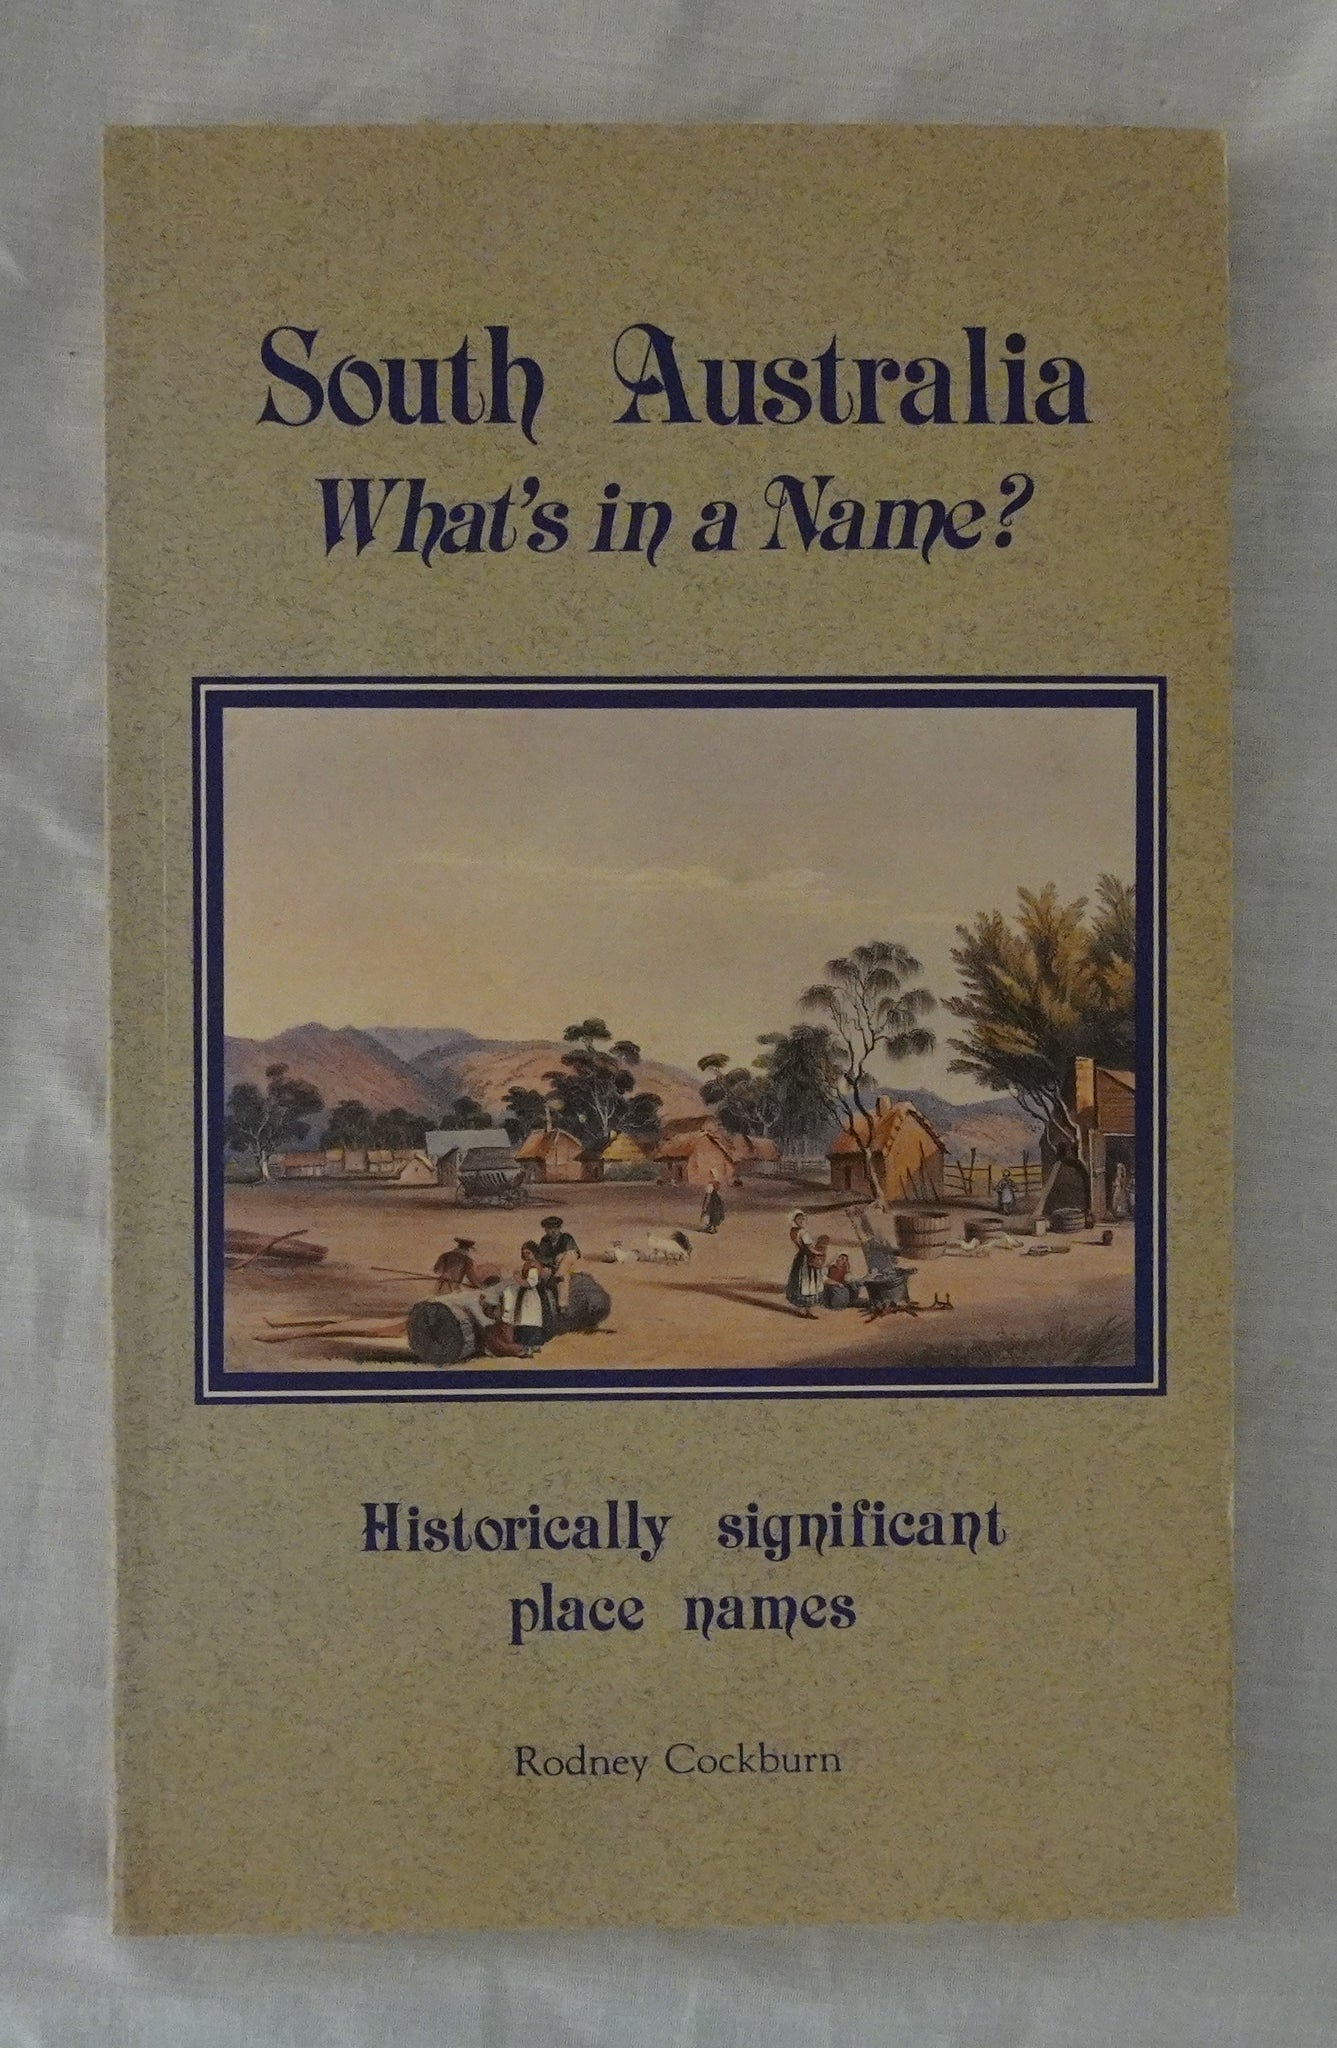 South Australia
What's in a Name?
Historically significant
place names
Rodney Cockburn